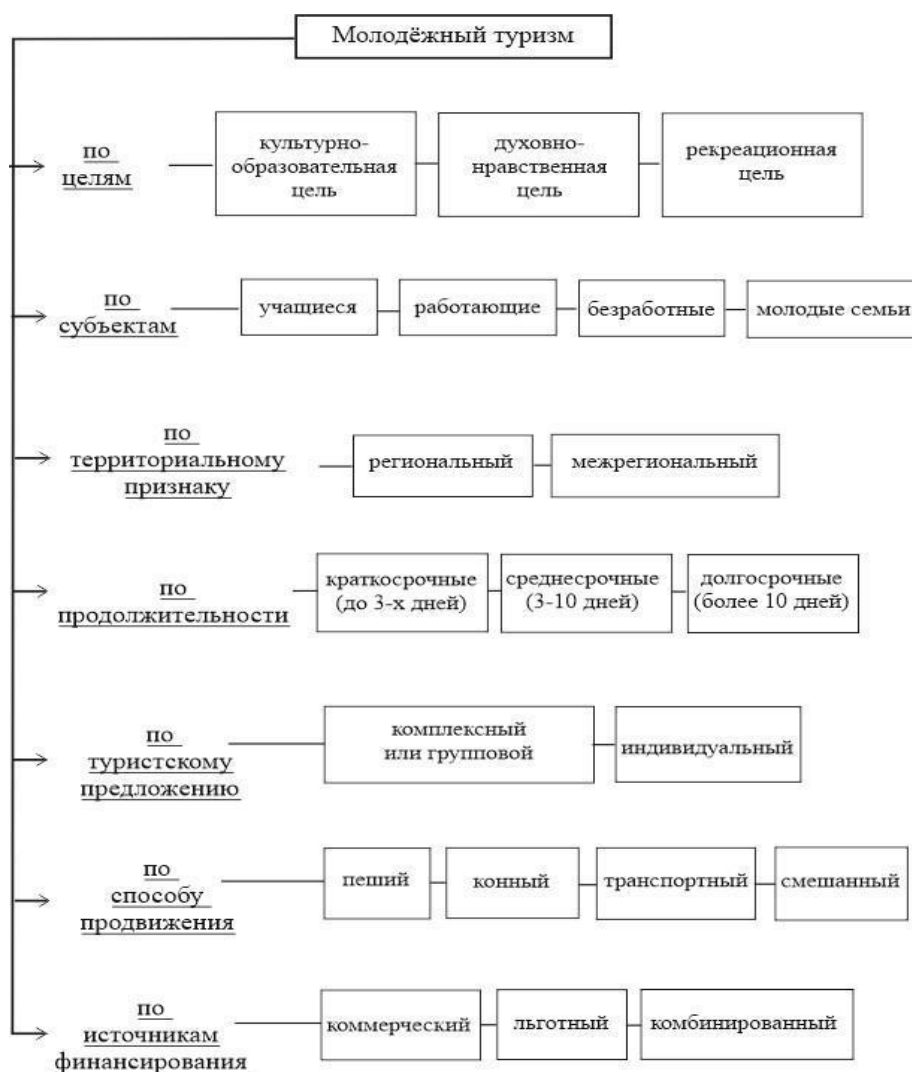 Молодёжный туризм
по
целям
культурно-
образовательная
цель
духовно-
нравственная
цель
рекреационная
цель
по
субъектам
учащиеся
работающие
безработные
молодые семьи
по
территориальному
признаку
региональный
межрегиональный
по
продолжительности
краткосрочные
(до 3-х дней)
среднесрочные
(3-10 дней)
долгосрочные
(более 10 дней)
по
туристскому
предложению
комплексный
или групповой
индивидуальный
по
способу
продвижения
пеший
конный
транспортный
смешанный
по
источникам
финансирования
коммерческий
льготный
комбинированный